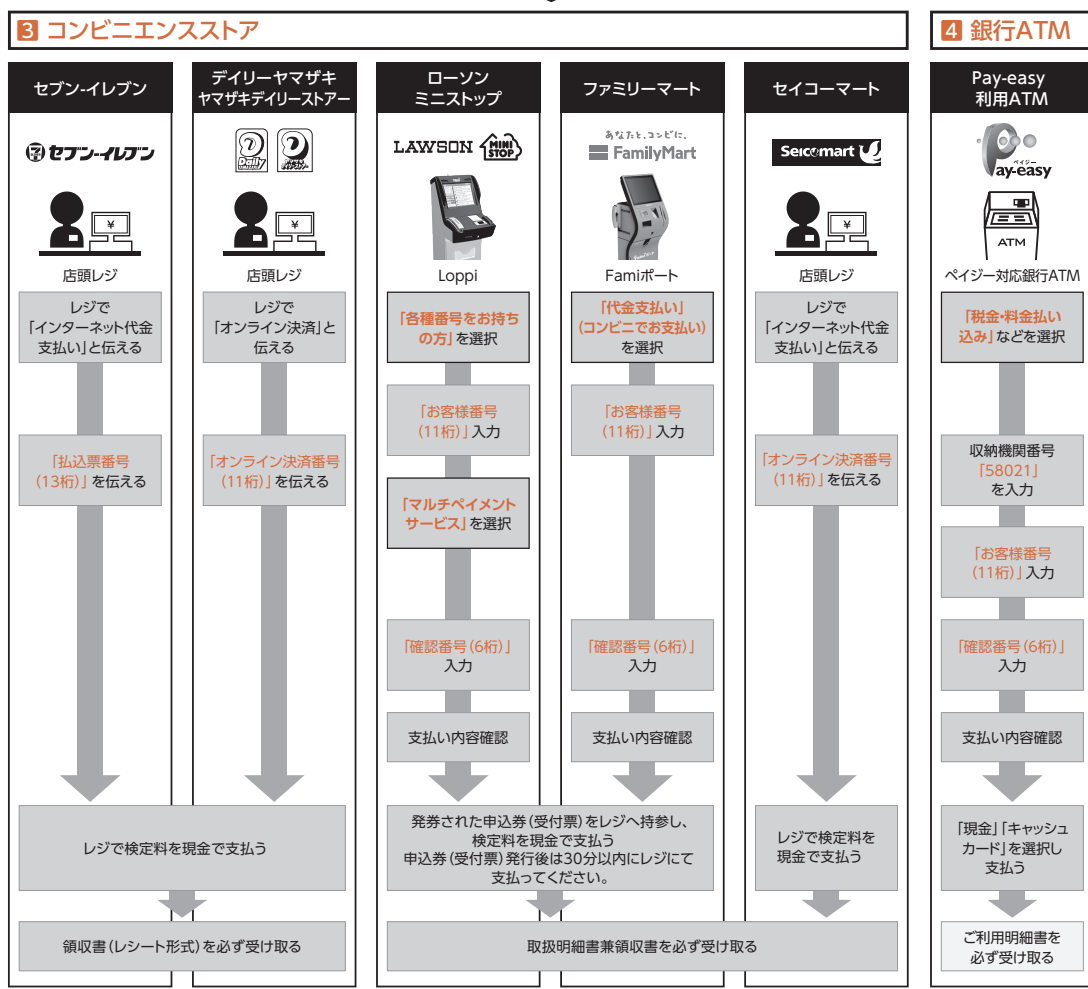 3 コンビニエンスストア
セブン-イレブン
セブン-イレブン
¥
店頭レジ
レジで
「インターネット代金
支払い」と伝える
「払込票番号
(13桁)」を伝える
デイリーヤマザキ
ヤマザキデイリーストアー
Daily
¥
店頭レジ
レジで
「オンライン決済」と
伝える
「オンライン決済番号
(11桁)」を伝える
レジで検定料を現金で支払う
領収書(レシート形式)を必ず受け取る
ローソン
ミニストップ
LAWSON MINI STOP
Loppi
「各種番号をお持ち
の方」を選択
「お客様番号
(11桁)」入力
「マルチペイメント
サービス」を選択
「確認番号(6桁)」
入力
支払い内容確認
ファミリーマート
あなたと、コンビに、
FamilyMart
Famiポート
「代金支払い」
(コンビニでお支払い)
を選択
「お客様番号
(11桁)」入力
「確認番号(6桁)」
入力
支払い内容確認
発券された申込券(受付票)をレジへ持参し、
検定料を現金で支払う
申込券(受付票)発行後は30分以内にレジにて
支払ってください。
セイコーマート
Seicomart
¥
店頭レジ
レジで
「インターネット代金
支払い」と伝える
「オンライン決済番号
(11桁)」を伝える
レジで検定料を
現金で支払う
取扱明細書兼領収書を必ず受け取る
4 銀行ATM
Pay-easy
利用ATM
ペイジー
Pay-easy
ATM
ペイジー対応銀行ATM
「税金・料金払い
込み」などを選択
収納機関番号
「58021」
を入力
「お客様番号
(11桁)」入力
「確認番号(6桁)」
入力
支払い内容確認
「現金」「キャッシュ
カード」を選択し
支払う
ご利用明細書を
必ず受け取る